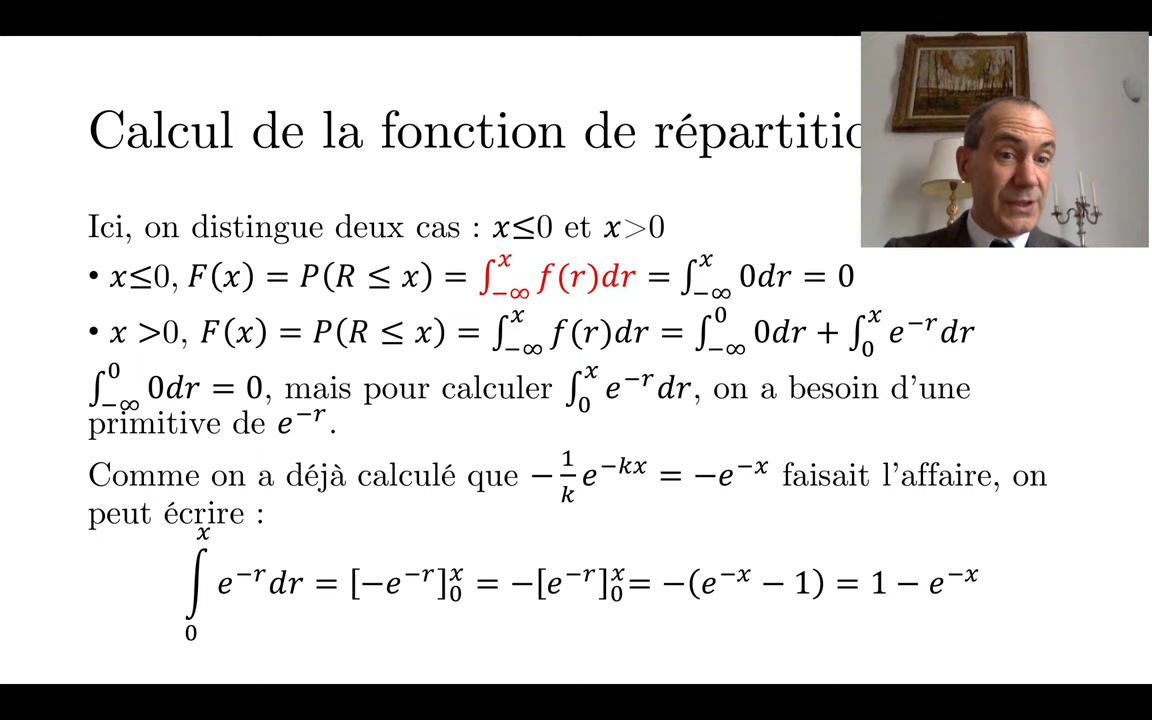 Calcul de la fonction de répartitio
Ici, on distingue deux cas : x≤0 et x>0
• x≤0, F(x) = P(R ≤ x) = ∫_{−∞}^{x} f(r)dr = ∫_{−∞}^{x} 0dr = 0
• x >0, F(x) = P(R ≤ x) = ∫_{−∞}^{x} f(r)dr = ∫_{−∞}^{0} 0dr + ∫_{0}^{x} e^{−r} dr
∫_{−∞}^{0} 0dr = 0, mais pour calculer ∫_{0}^{x} e^{−r} dr, on a besoin d'une
primitive de e^{−r}.
Comme on a déjà calculé que −\frac{1}{k}e^{−kx} = −e^{−x} faisait l'affaire, on
peut écrire :
∫_{0}^{x} e^{−r} dr = [−e^{−r}]_{0}^{x} = −[e^{−r}]_{0}^{x}= −(e^{−x} − 1) = 1 − e^{−x}